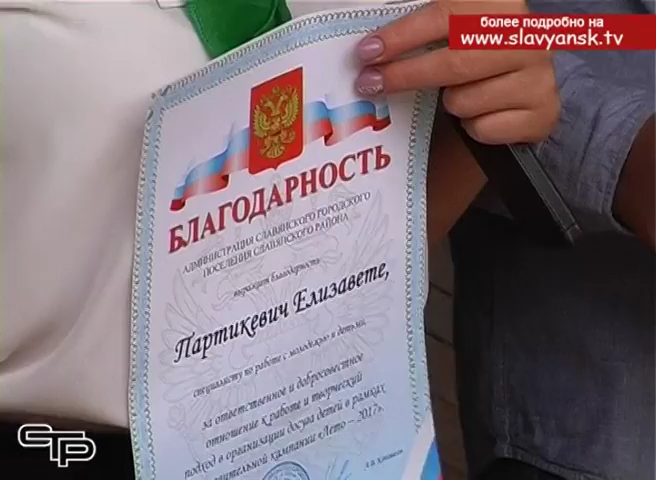 более подробно на
www.slavyansk.tv
БЛАГОДАРНОСТЬ
АДМИНИСТРАЦИЯ СЛАВЯНСКОГО ГОРОДСКОГО
ПОСЕЛЕНИЯ СЛАВЯНСКОГО РАЙОНА
выражает благодарность
Партикевич Елизавете,
специалисту по работе с молодежью и детьми,
за ответственное и добросовестное
отношение к работе и творческий
подход в организации досуга детей в рамках
кампании «Лето – 2017».
СТР